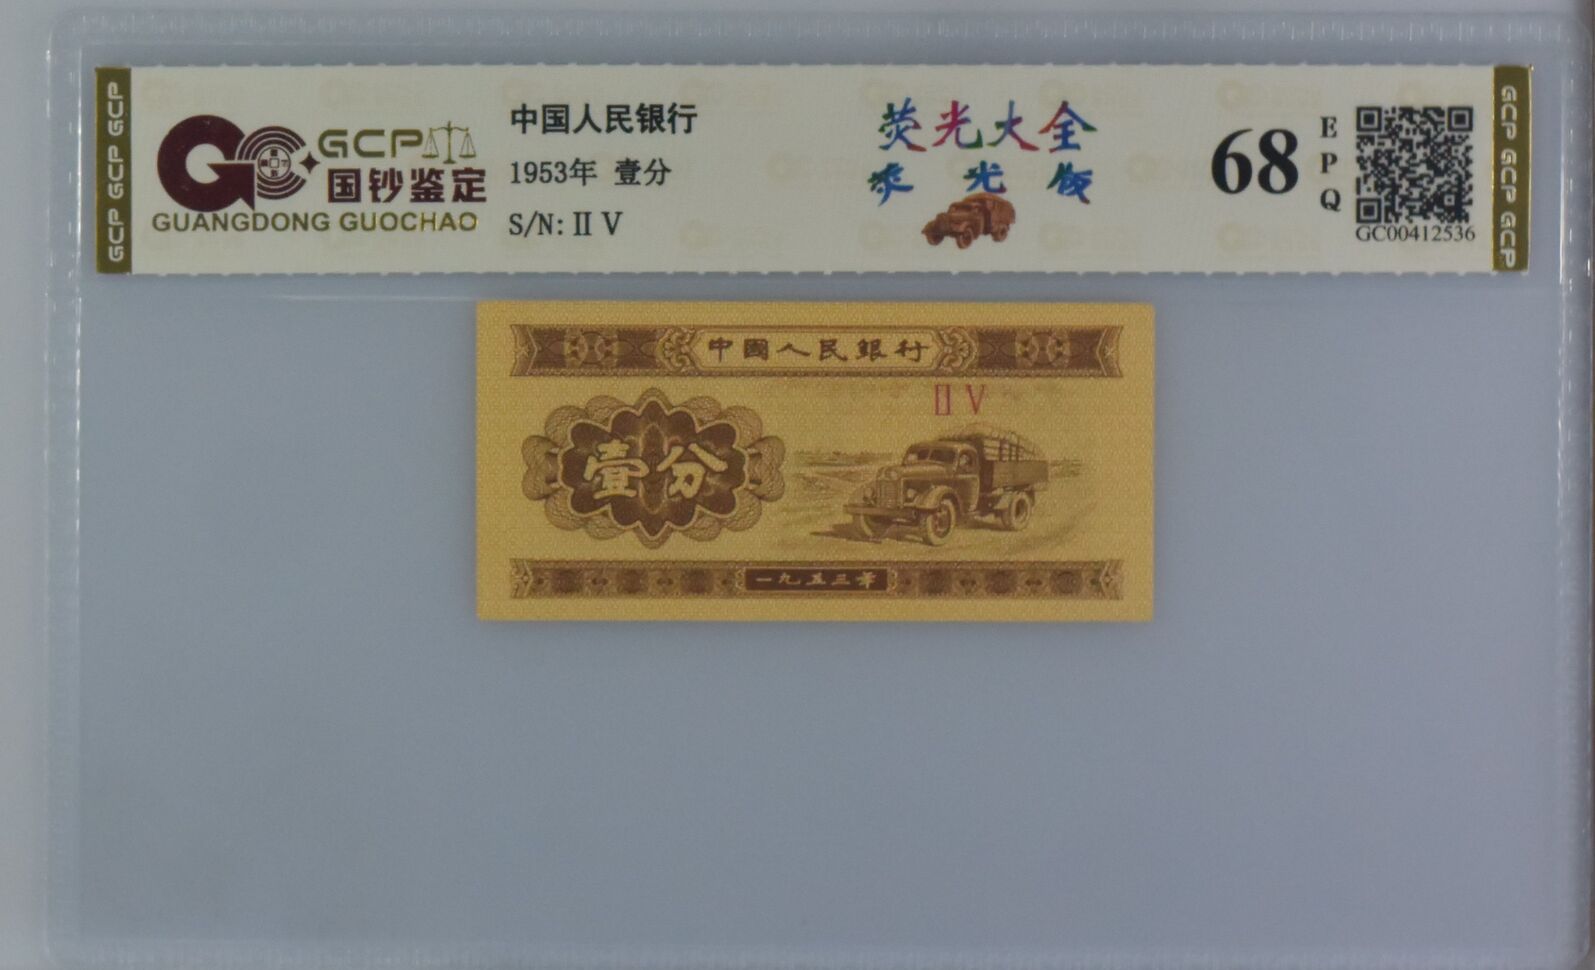 GCP GCP GCP
GCP
国钞鉴定
GUANGDONG GUOCHAO
中国人民银行
1953年 壹分
S/N: II V
荧光大全
荧光版
68
EPQ
GC00412536
GCP GCP GCP
中國人民銀行
II V
壹分
一九五三年